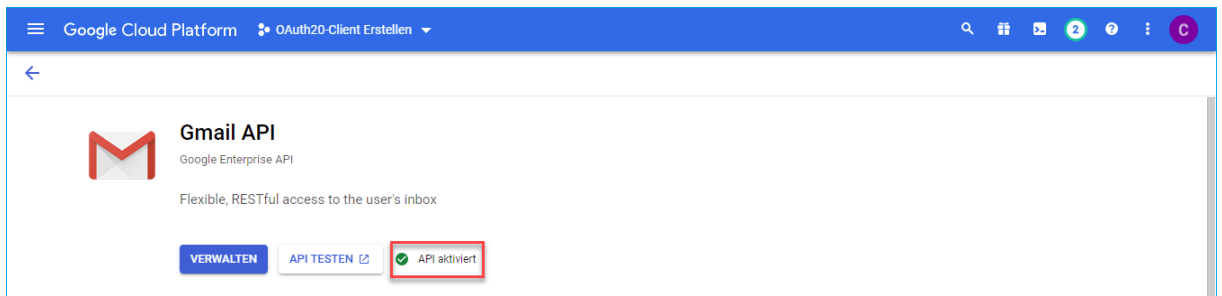 Google Cloud Platform OAuth20-Client Erstellen 2 C
Gmail API
Google Enterprise API
Flexible, RESTful access to the user's inbox
VERWALTEN API TESTEN API aktiviert